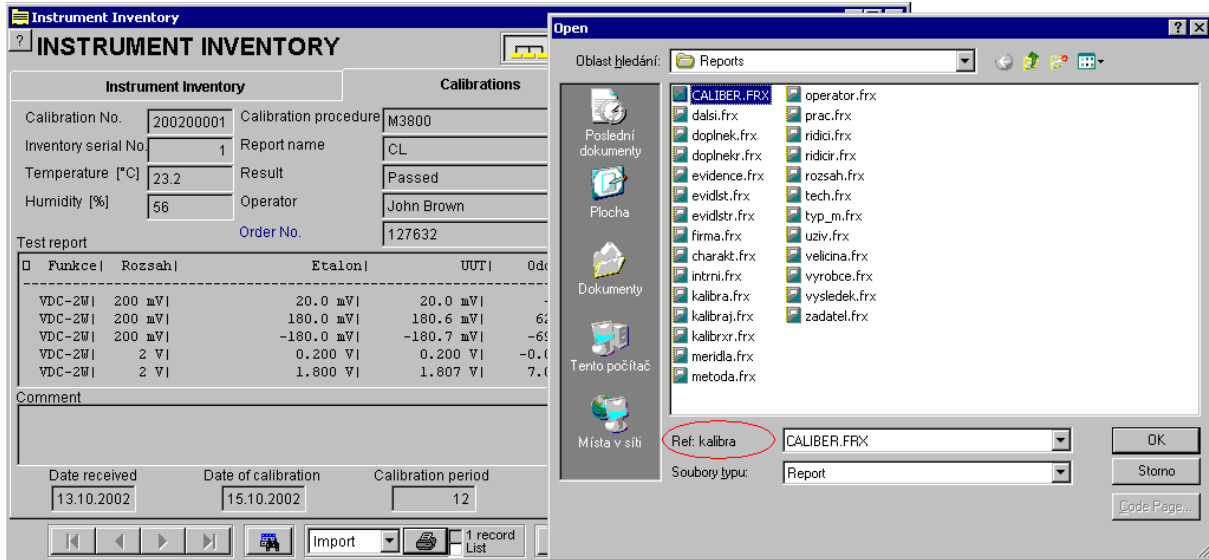 Instrument Inventory
? INSTRUMENT INVENTORY
Instrument Inventory
Calibrations
Calibration No. 200200001 Calibration procedure M3800
Inventory serial No. 1 Report name CL
Temperature [°C] 23.2 Result Passed
Humidity [%] 56 Operator John Brown
Order No. 127632
Test report
Funkce| Rozsah| Etalon| UUT| Odc
VDC-2W| 200 mV| 20.0 mV| 20.0 mV| -
VDC-2W| 200 mV| 180.0 mV| 180.6 mV| 62
VDC-2W| 200 mV| -180.0 mV| -180.7 mV| -69
VDC-2W| 2 V| 0.200 V| 0.200 V| -0.0
VDC-2W| 2 V| 1.800 V| 1.807 V| 7.0
Comment
Date received Date of calibration Calibration period
13.10.2002 15.10.2002 12
Import 1 record
List
Open
Oblast hledání: Reports
Poslední
dokumenty
Plocha
Dokumenty
Tento počítač
Místa v síti
CALIBER.FRX
dalsi.frx
doplnek.frx
doplnekr.frx
evidence.frx
evidlst.frx
evidlstr.frx
firma.frx
charakt.frx
intrni.frx
kalibra.frx
kalibraj.frx
kalibrxr.frx
meridla.frx
metoda.frx
operator.frx
prac.frx
ridici.frx
ridicir.frx
rozsah.frx
tech.frx
typ_m.frx
uziv.frx
velicina.frx
vyrobce.frx
vysledek.frx
zadatel.frx
Ref: kalibra CALIBER.FRX OK
Soubory typu: Report Storno
Code Page...